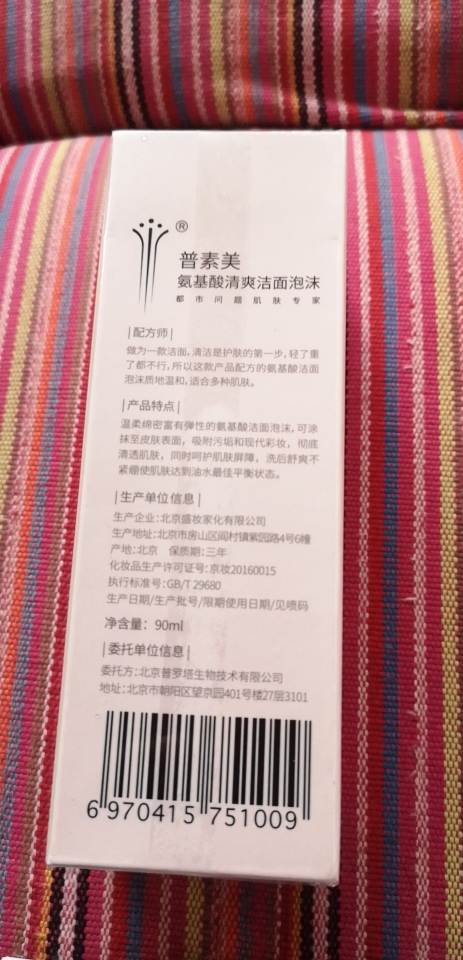 ®
普素美
氨基酸清爽洁面泡沫
都市问题肌肤专家
|配方师|
做为一款洁面,清洁是护肤的第一步,轻了重
了都不行,所以这款产品配方的氨基酸洁面
泡沫质地温和,适合多种肌肤。
|产品特点|
温柔绵密富有弹性的氨基酸洁面泡沫,可涂
抹至皮肤表面,吸附污垢和现代彩妆,彻底
清透肌肤,同时呵护肌肤屏障,洗后舒爽不
紧绷使肌肤达到油水最佳平衡状态。
|生产单位信息|
生产企业:北京盛妆家化有限公司
生产地址:北京市房山区阎村镇紫园路4号6幢
产地:北京 保质期:三年
化妆品生产许可证号:京妆20160015
执行标准号:GB/T 29680
生产日期/生产批号/限期使用日期/见喷码
净含量: 90ml
|委托单位信息|
委托方:北京普罗塔生物技术有限公司
地址:北京市朝阳区望京园401号楼27层3101
6 970415 751009